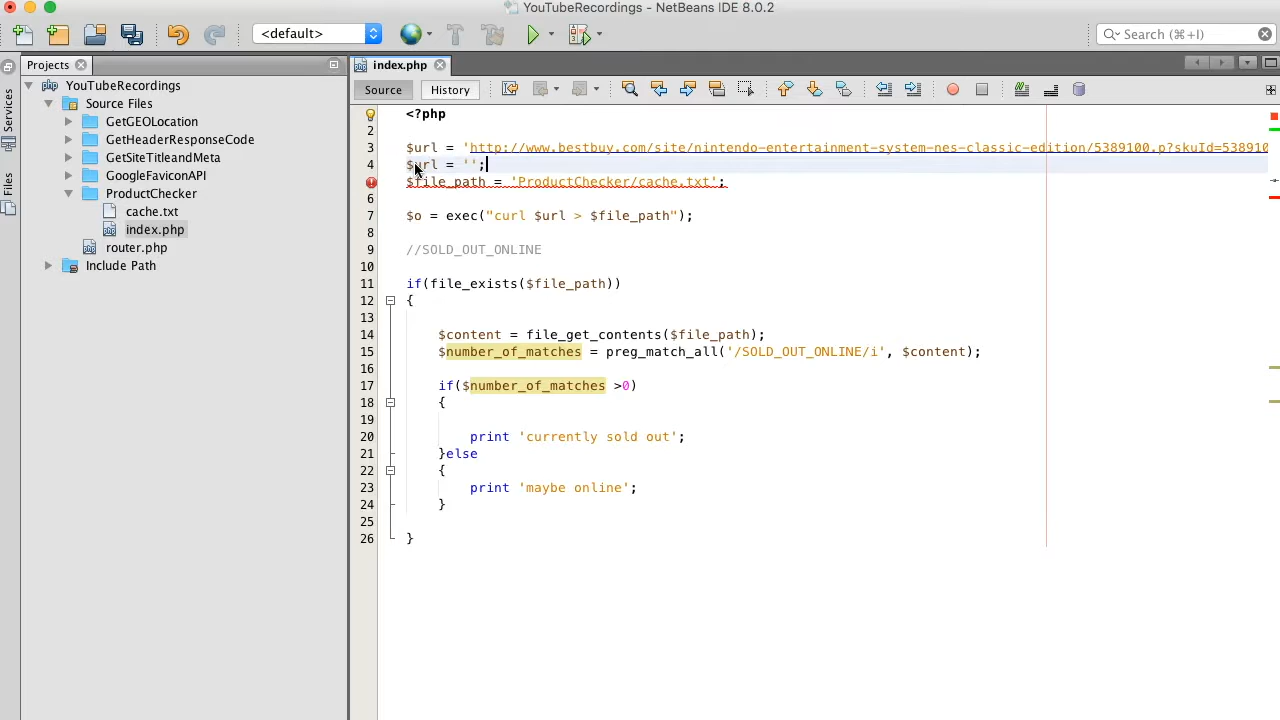 YouTubeRecordings - NetBeans IDE 8.0.2
<default>
Search (⌘+I)
Projects
index.php
Services
Files
YouTubeRecordings
Source Files
GetGEOLocation
GetHeaderResponseCode
GetSiteTitleandMeta
GoogleFaviconAPI
ProductChecker
cache.txt
index.php
router.php
Include Path
Source
History
<?php
2
3 $url = 'http://www.bestbuy.com/site/nintendo-entertainment-system-nes-classic-edition/5389100.p?skuId=538910
4 $url = '';
$file_path = 'ProductChecker/cache.txt';
6
7 $o = exec("curl $url > $file_path");
8
9 //SOLD_OUT_ONLINE
10
11 if(file_exists($file_path))
12 {
13
14 $content = file_get_contents($file_path);
15 $number_of_matches = preg_match_all('/SOLD_OUT_ONLINE/i', $content);
16
17 if($number_of_matches >0)
18 {
19
20 print 'currently sold out';
21 }else
22 {
23 print 'maybe online';
24 }
25
26 }